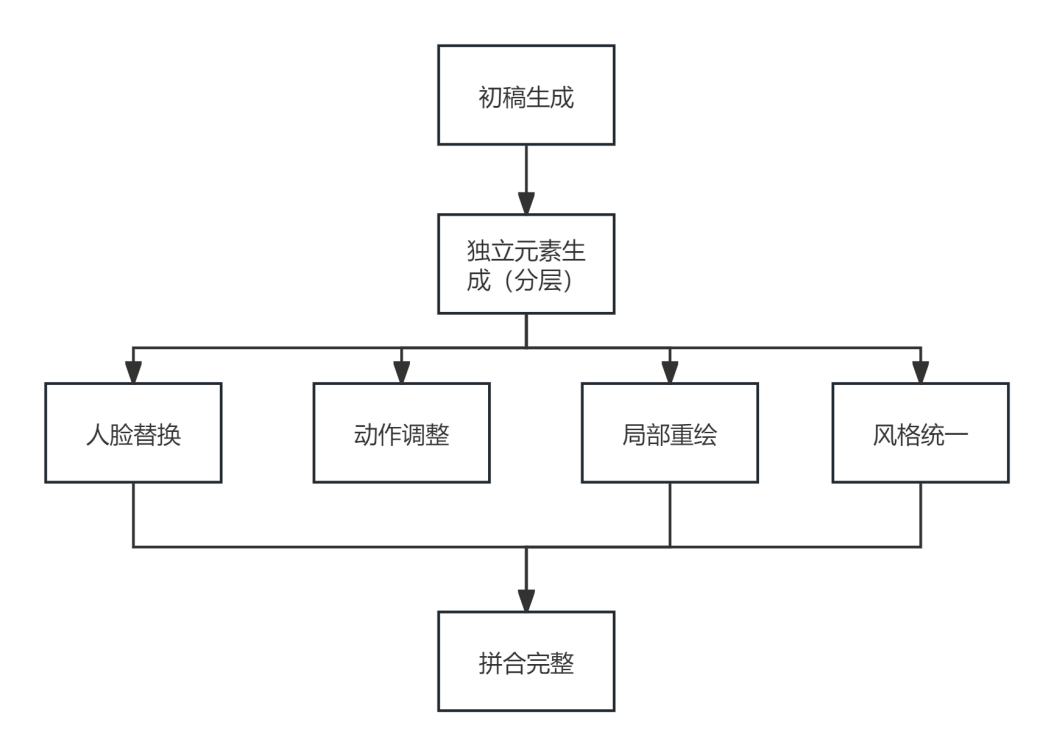 初稿生成
独立元素生
成（分层）
人脸替换
动作调整
局部重绘
风格统一
拼合完整